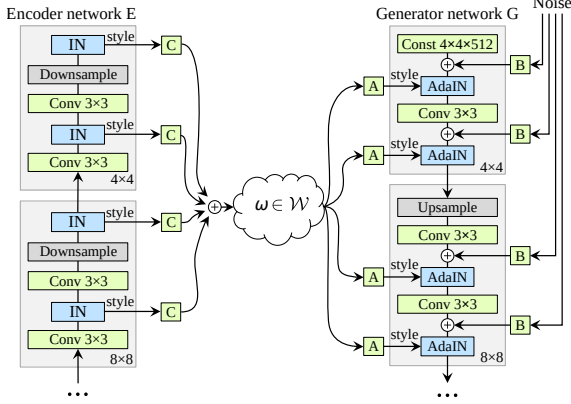 Encoder network E
IN
style
C
Downsample
Conv 3×3
IN
style
C
Conv 3×3
4×4
IN
style
C
Downsample
Conv 3×3
IN
style
C
Conv 3×3
8×8
...
+
ω ∈ 𝒲
Generator network G
Noise
Const 4×4×512
+
B
A
style
AdaIN
Conv 3×3
+
B
A
style
AdaIN
4×4
Upsample
Conv 3×3
+
B
A
style
AdaIN
Conv 3×3
+
B
A
style
AdaIN
8×8
...